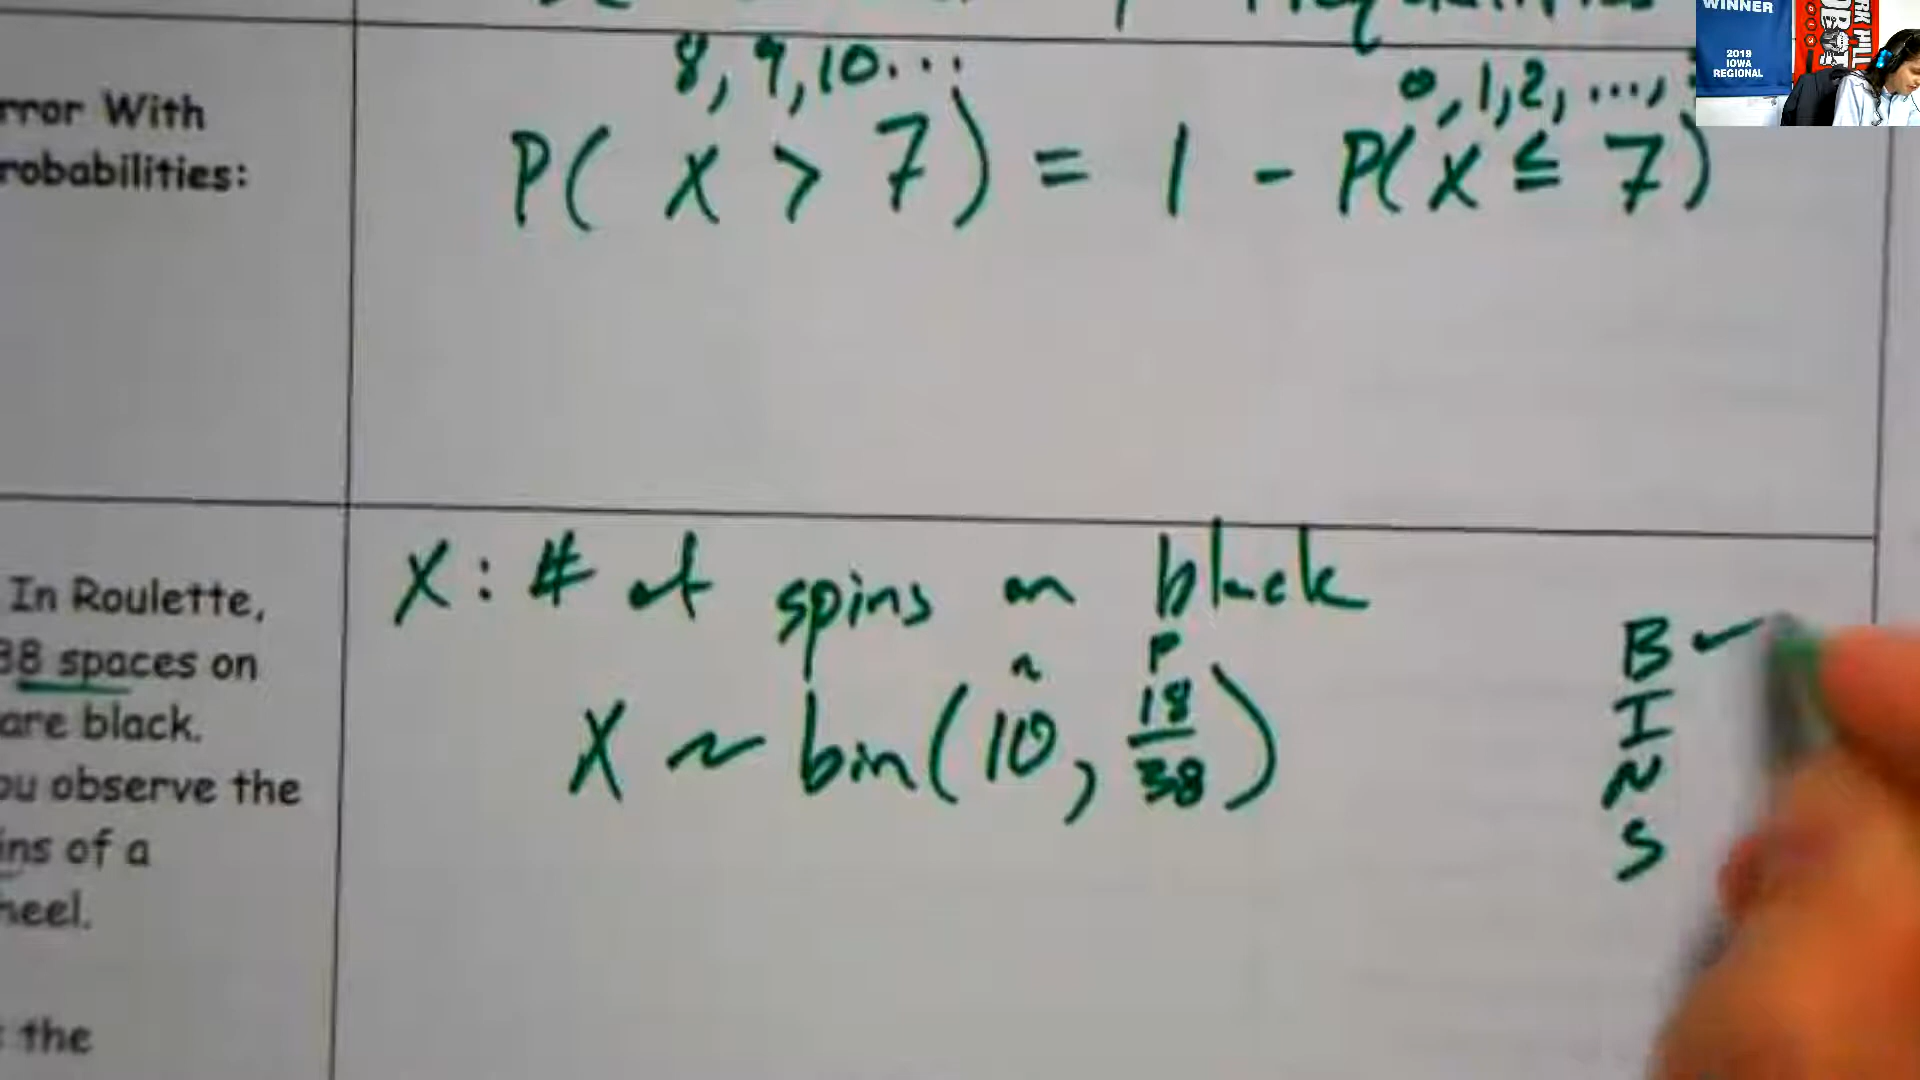 8, 9, 10...
0, 1, 2, ...,
rror With
robabilities:
P( X > 7) = 1 - P(X ≤ 7)
In Roulette,
38 spaces on
are black.
ou observe the
ins of a
heel.
the
X: # of spins on black
n P
X ~ bin(10, 18/38)
B ✓
I
N
S
WINNER
2019
IOWA
REGIONAL